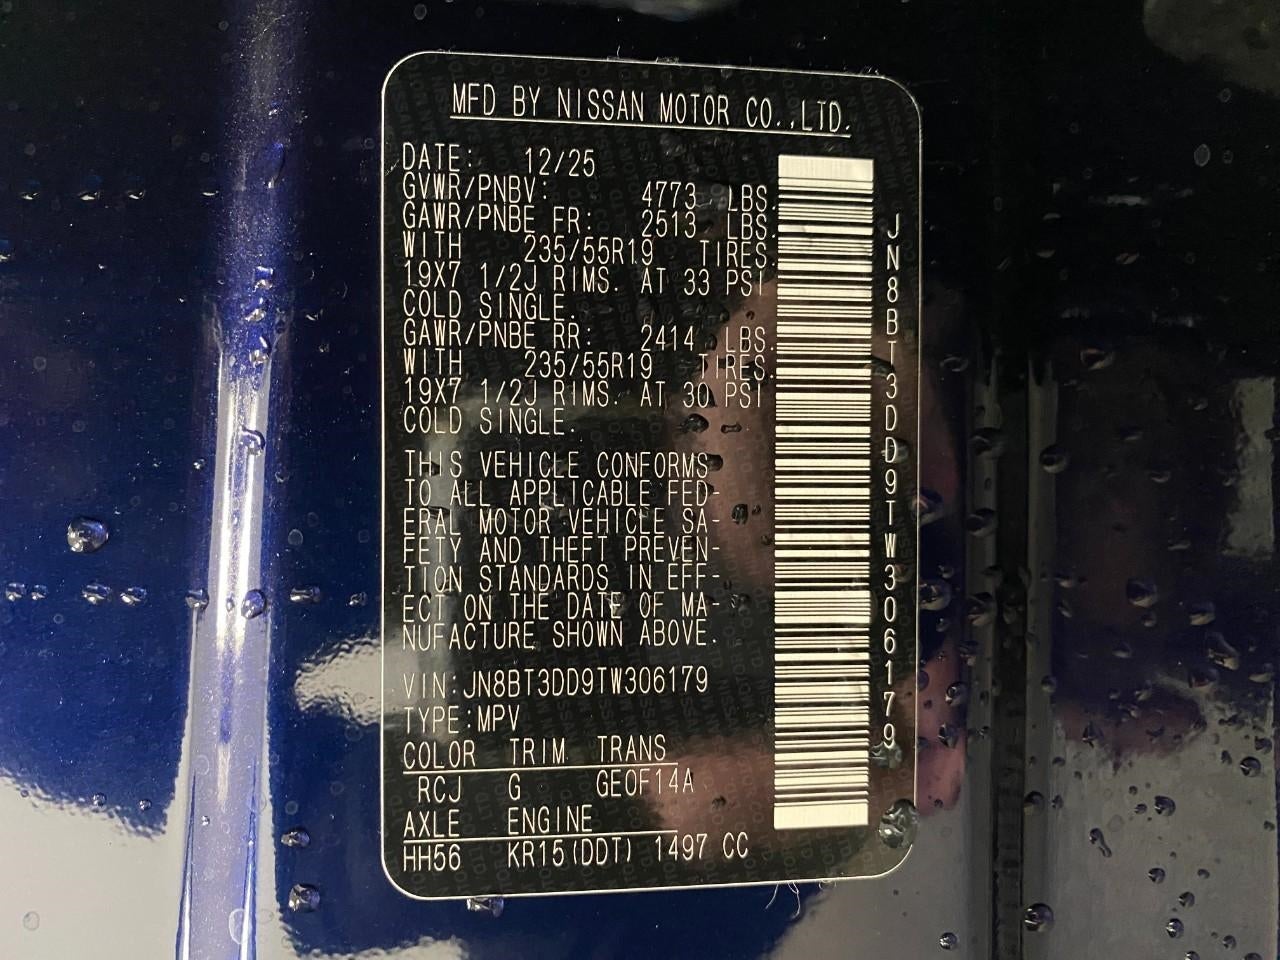 MFD BY NISSAN MOTOR CO.,LTD.
DATE: 12/25
GVWR/PNBV: 4773 LBS.
GAWR/PNBE FR: 2513 LBS.
WITH 235/55R19 TIRES.
19X7 1/2J RIMS. AT 33 PSI
COLD SINGLE.
GAWR/PNBE RR: 2414 LBS.
WITH 235/55R19 TIRES.
19X7 1/2J RIMS. AT 30 PSI
COLD SINGLE.
THIS VEHICLE CONFORMS
TO ALL APPLICABLE FED-
ERAL MOTOR VEHICLE SA-
FETY AND THEFT PREVEN-
TION STANDARDS IN EFF-
ECT ON THE DATE OF MA-
NUFACTURE SHOWN ABOVE.
VIN:JN8BT3DD9TW306179
TYPE:MPV
COLOR TRIM TRANS
RCJ G GE0F14A
AXLE ENGINE
HH56 KR15(DDT) 1497 CC
JN8BT3DD9TW306179